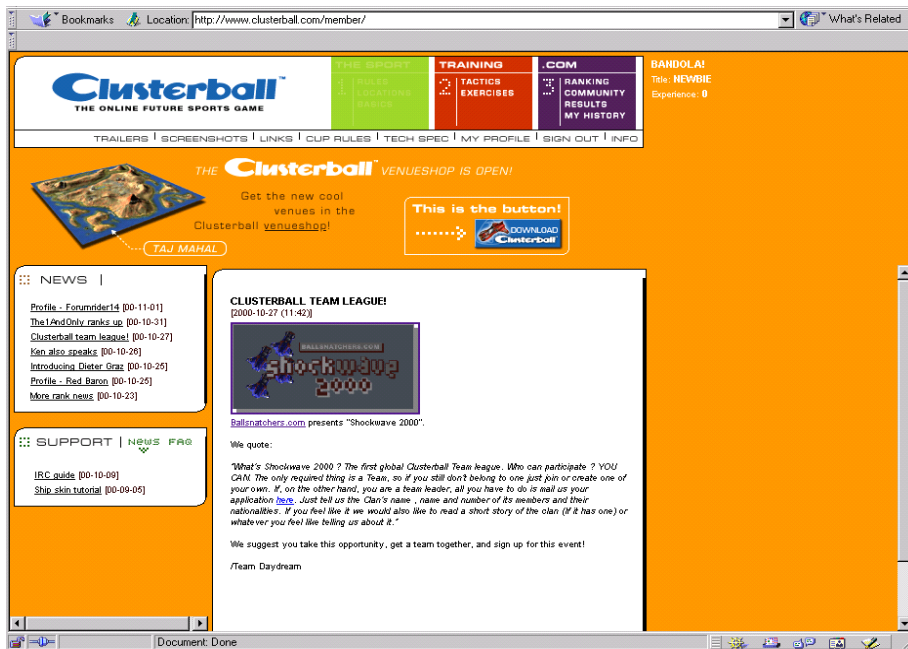 Bookmarks Location: http://www.clusterball.com/member/ What's Related
Clusterball™
THE ONLINE FUTURE SPORTS GAME
THE SPORT
1
RULES
LOCATIONS
BASICS
TRAINING
2
TACTICS
EXERCISES
.COM
3
RANKING
COMMUNITY
RESULTS
MY HISTORY
BANDOLA!
Title: NEWBIE
Experience: 0
TRAILERS | SCREENSHOTS | LINKS | CUP RULES | TECH SPEC | MY PROFILE | SIGN OUT | INFO
THE Clusterball™ VENUESHOP IS OPEN!
Get the new cool
venues in the
Clusterball venueshop!
TAJ MAHAL
This is the button!
DOWNLOAD
Clusterball
NEWS |
Profile - Forumrider14 [00-11-01]
The1AndOnly ranks up [00-10-31]
Clusterball team league! [00-10-27]
Ken also speaks [00-10-26]
Introducing Dieter Graz [00-10-25]
Profile - Red Baron [00-10-25]
More rank news [00-10-23]
SUPPORT | News FAQ
IRC guide [00-10-09]
Ship skin tutorial [00-09-05]
CLUSTERBALL TEAM LEAGUE!
[2000-10-27 (11:42)]
BALLSNATCHERS.COM
shockwave
2000
Ballsnatchers.com presents "Shockwave 2000".
We quote:
"What's Shockwave 2000 ? The first global Clusterball Team league. Who can participate ? YOU
CAN. The only required thing is a Team, so if you still don't belong to one just join or create one of
your own. If, on the other hand, you are a team leader, all you have to do is mail us your
application here. Just tell us the Clan's name , name and number of its members and their
nationalities. If you feel like it we would also like to read a short story of the clan (If it has one) or
whatever you feel like telling us about it."
We suggest you take this opportunity, get a team together, and sign up for this event!
/Team Daydream
Document: Done